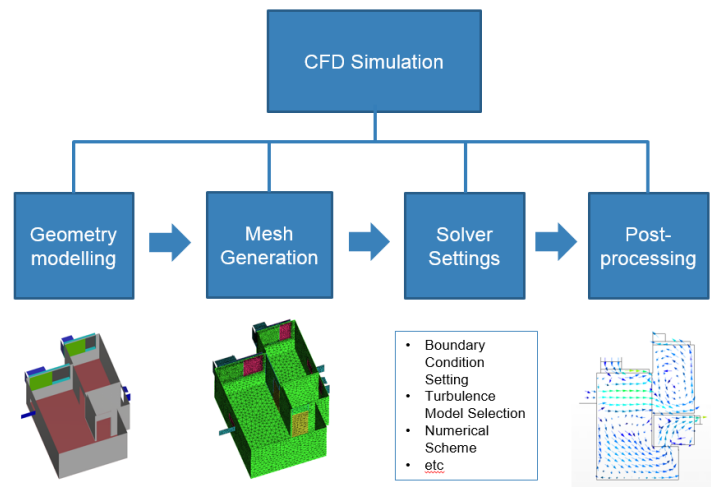 CFD Simulation
Geometry
modelling
Mesh
Generation
Solver
Settings
Post-
processing
• Boundary
Condition
Setting
• Turbulence
Model Selection
• Numerical
Scheme
• etc